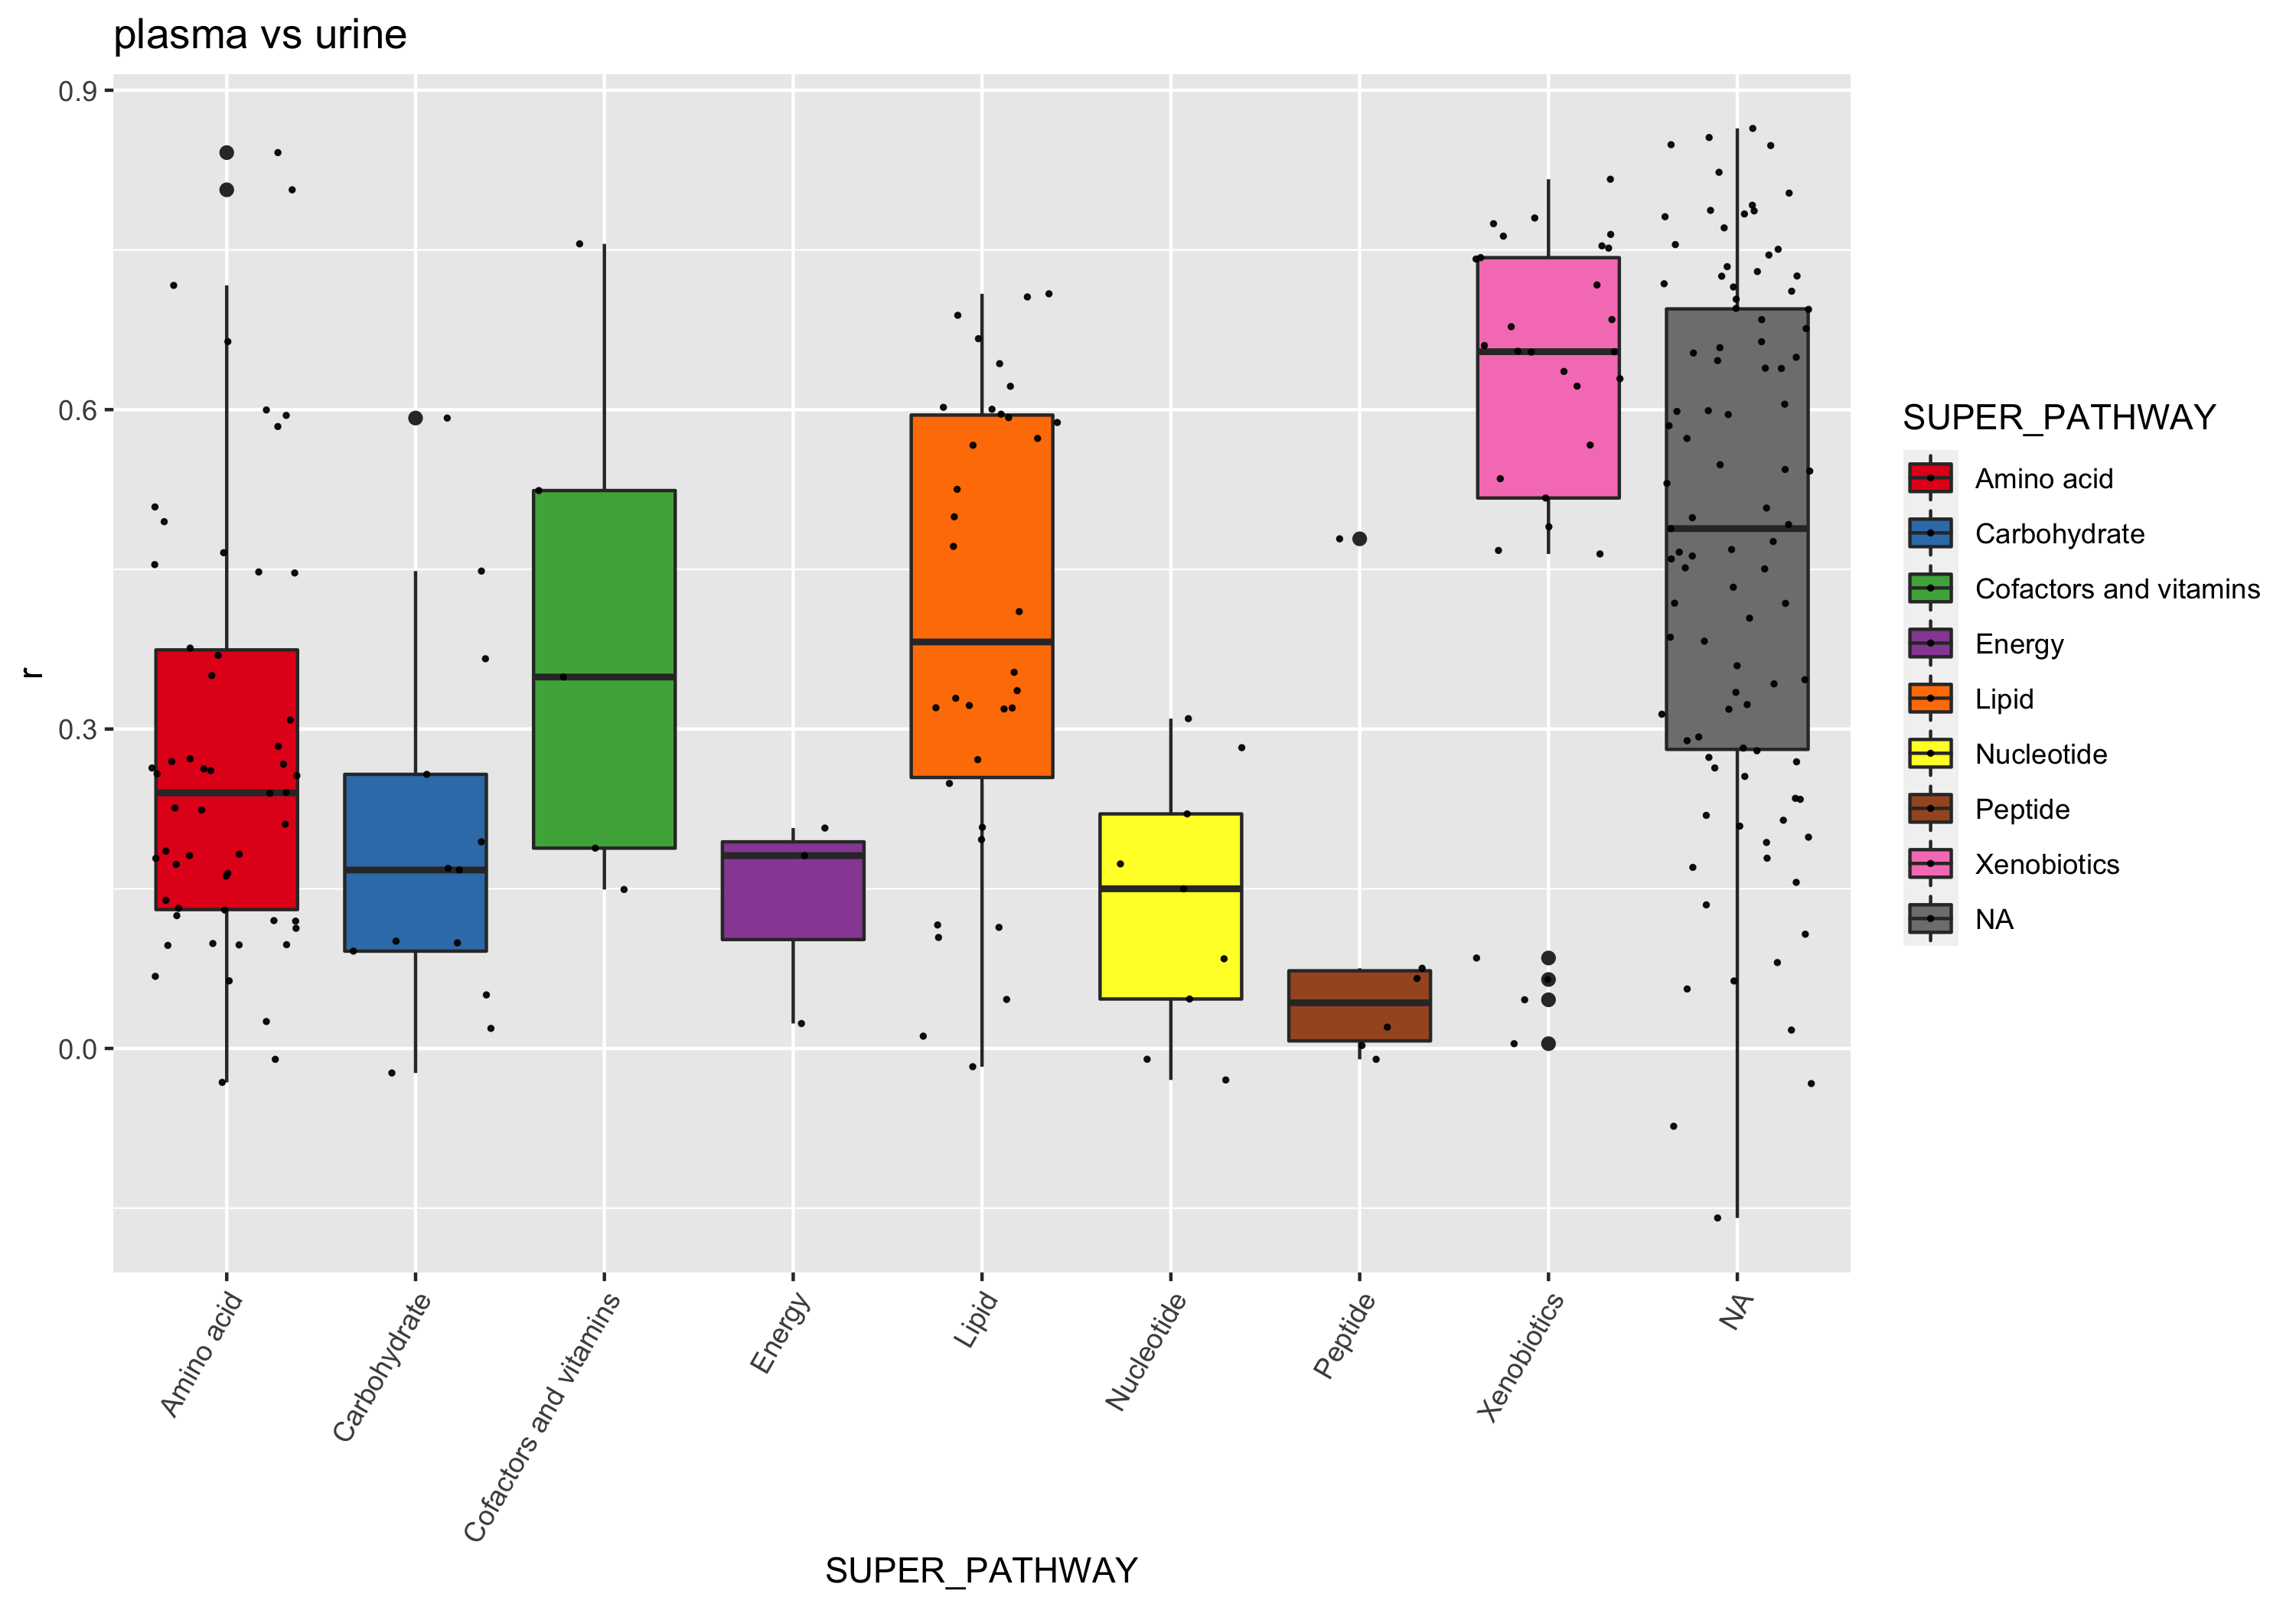 plasma vs urine
0.9
0.6
0.3
0.0
r
Amino acid
Carbohydrate
Cofactors and vitamins
Energy
Lipid
Nucleotide
Peptide
Xenobiotics
NA
SUPER_PATHWAY
SUPER_PATHWAY
Amino acid
Carbohydrate
Cofactors and vitamins
Energy
Lipid
Nucleotide
Peptide
Xenobiotics
NA